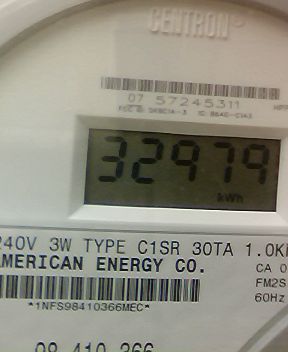 CENTRON
07 57245311
32979
kWh
240V 3W TYPE C1SR 30TA 1.0K
AMERICAN ENERGY CO.
CA 0
FM2S
60Hz
*1NFS98410366MEC*
98 410 366